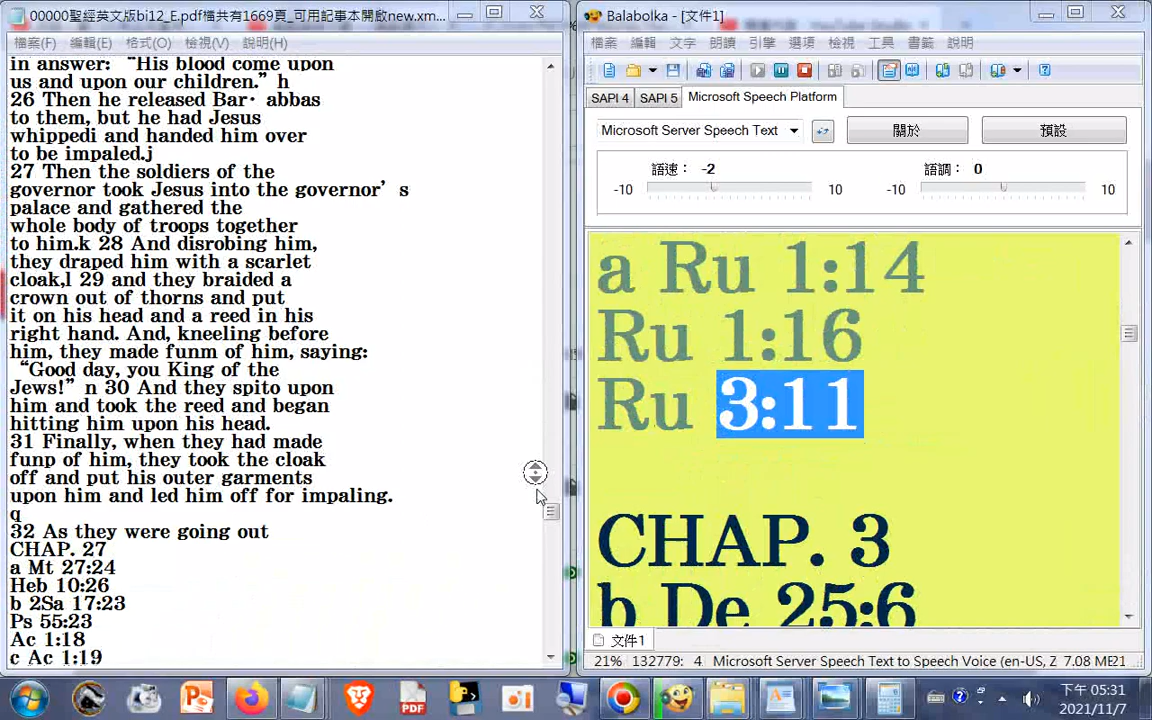 00000聖經英文版bi12_E.pdf檔共有1669頁_可用記事本開啟new.xm...
檔案(F) 編輯(E) 格式(O) 檢視(V) 說明(H)
in answer: “His blood come upon
us and upon our children.” h
26 Then he released Bar· abbas
to them, but he had Jesus
whippedi and handed him over
to be impaled.j
27 Then the soldiers of the
governor took Jesus into the governor’s
palace and gathered the
whole body of troops together
to him.k 28 And disrobing him,
they draped him with a scarlet
cloak,l 29 and they braided a
crown out of thorns and put
it on his head and a reed in his
right hand. And, kneeling before
him, they made funm of him, saying:
“Good day, you King of the
Jews!” n 30 And they spito upon
him and took the reed and began
hitting him upon his head.
31 Finally, when they had made
funp of him, they took the cloak
off and put his outer garments
upon him and led him off for impaling.
q
32 As they were going out
CHAP. 27
a Mt 27:24
Heb 10:26
b 2Sa 17:23
Ps 55:23
Ac 1:18
c Ac 1:19
Balabolka - [文件1]
檔案 編輯 文字 朗讀 引擎 選項 檢視 工具 書籤 說明
SAPI 4 SAPI 5 Microsoft Speech Platform
Microsoft Server Speech Text 關於 預設
語速： -2 語調： 0
-10 10 -10 10
a Ru 1:14
Ru 1:16
Ru 3:11
CHAP. 3
b De 25:6
文件1
21% 132779: 4 Microsoft Server Speech Text to Speech Voice (en-US, Z 7.08 ME21
下午 05:31
2021/11/7